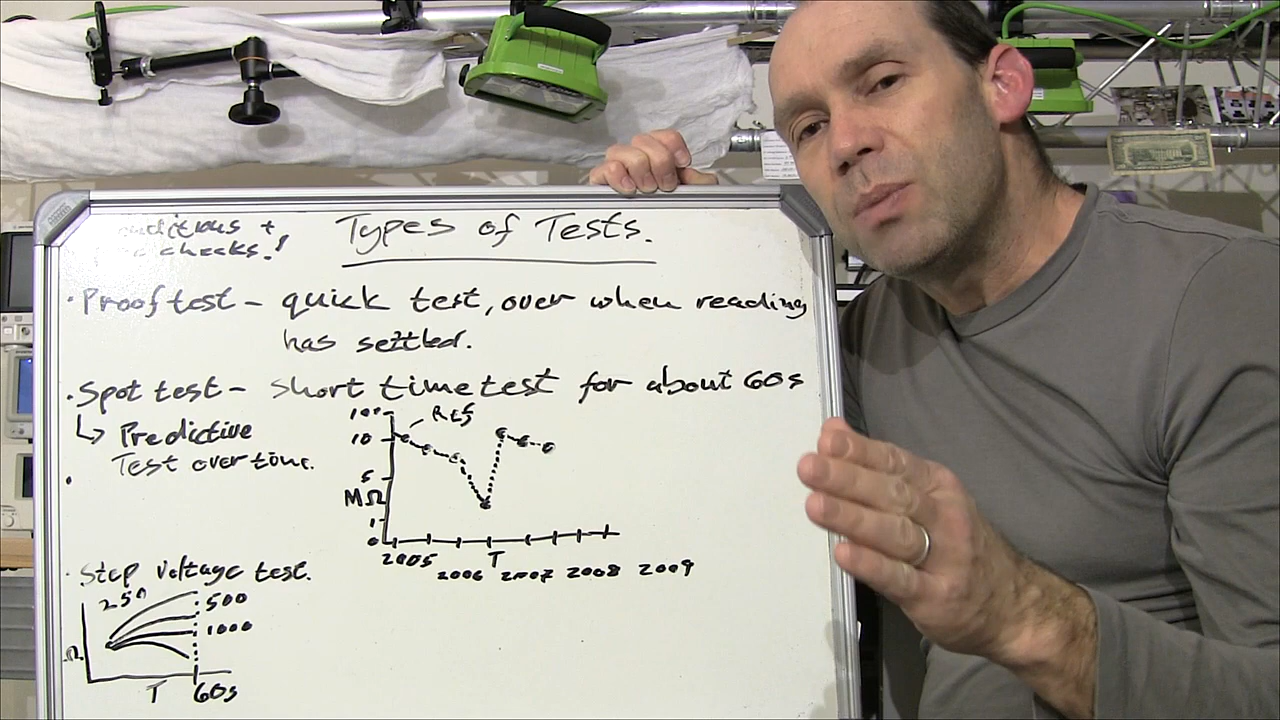 Types of Tests.
+
checks!
• Proof test – quick test, over when reading
has settled.
• Spot test – short time test for about 60s
↳ Predictive
Test over time.
•
100
10
5
MΩ
1
0
RES
2005 2006 T 2007 2008 2009
• Step voltage test.
250
500
1000
Ω
T 60s